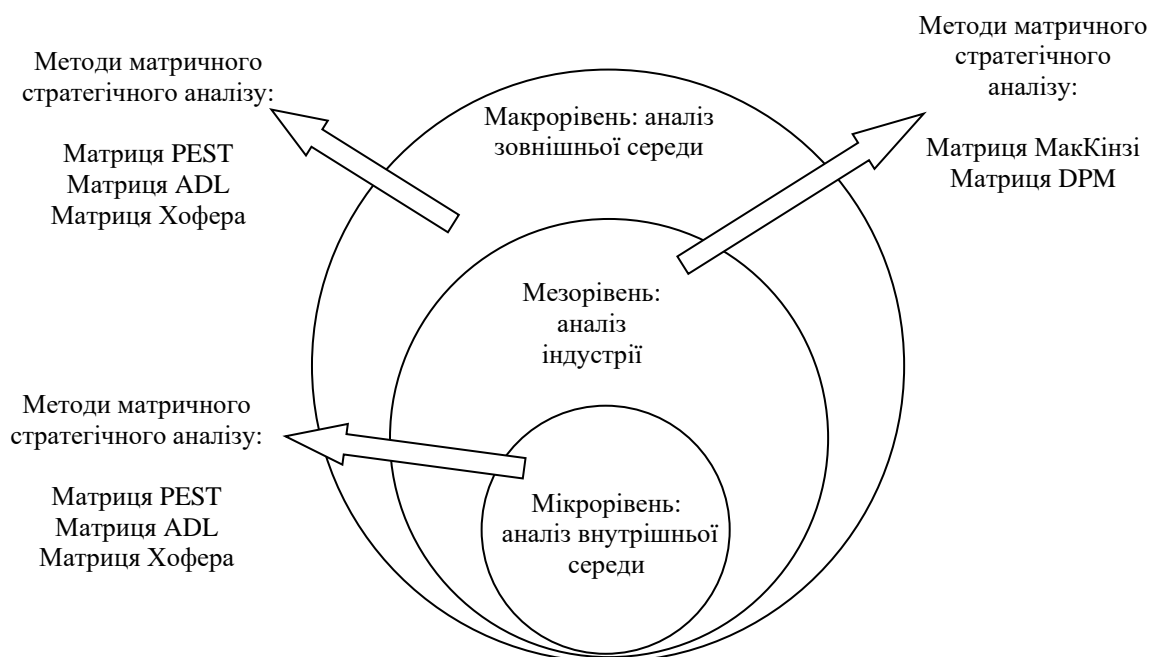 Методи матричного
стратегічного аналізу:
Матриця PEST
Матриця ADL
Матриця Хофера
Макрорівень: аналіз
зовнішньої середи
Методи матричного
стратегічного
аналізу:
Матриця МакКінзі
Матриця DPM
Мезорівень:
аналіз
індустрії
Методи матричного
стратегічного аналізу:
Матриця PEST
Матриця ADL
Матриця Хофера
Мікрорівень:
аналіз внутрішньої
середи